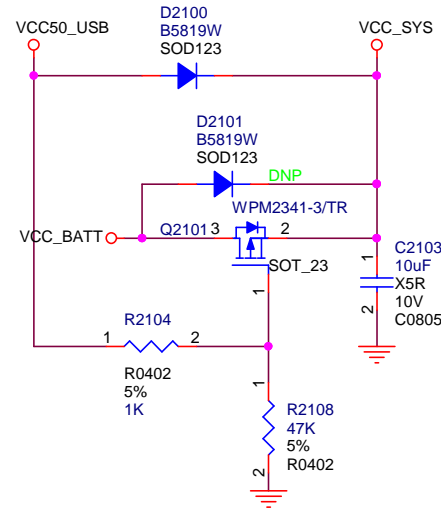 VCC50_USB
VCC_SYS
D2100
B5819W
SOD123
D2101
B5819W
SOD123
DNP
WPM2341-3/TR
VCC_BATT
Q2101
3
2
SOT_23
1
C2103
10uF
X5R
10V
C0805
1
2
R2104
1
2
R0402
5%
1K
1
R2108
47K
5%
R0402
2